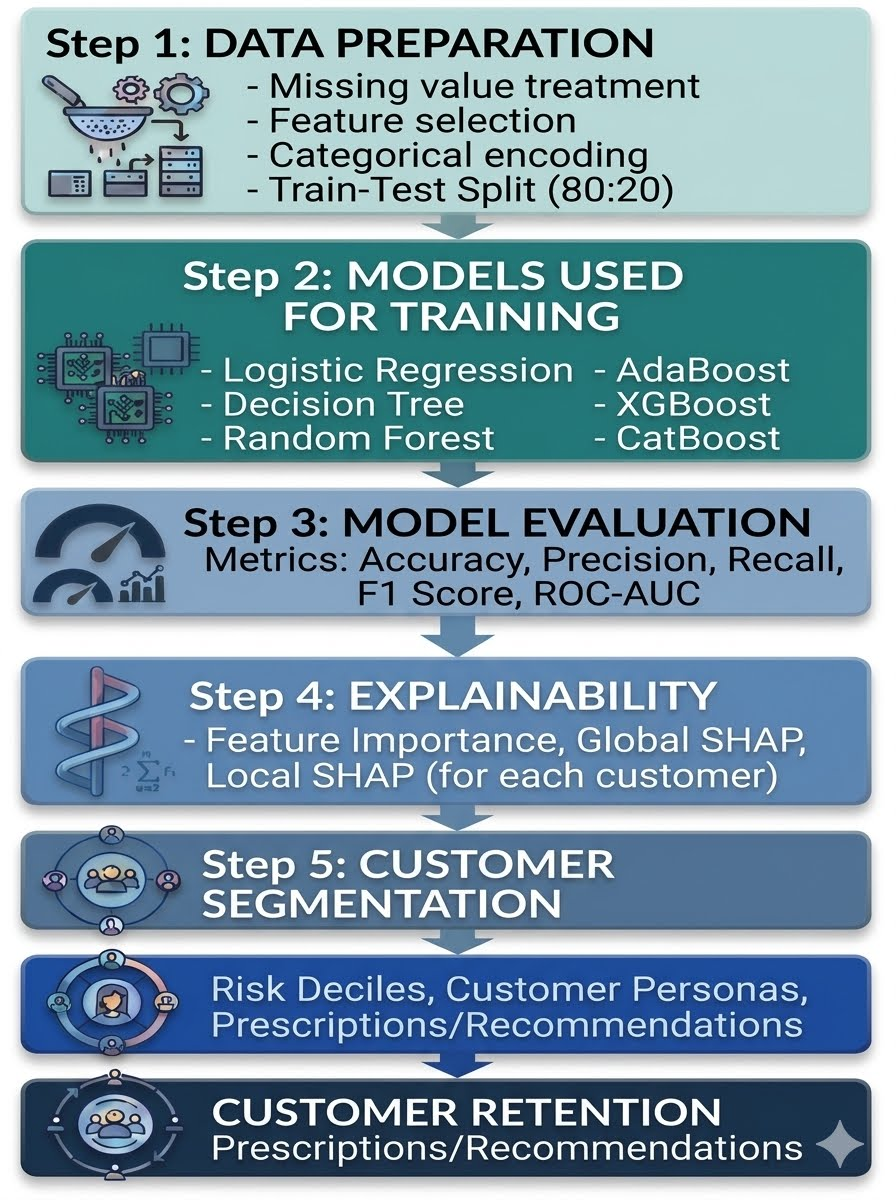 Step 1: DATA PREPARATION
- Missing value treatment
- Feature selection
- Categorical encoding
- Train-Test Split (80:20)
Step 2: MODELS USED
FOR TRAINING
- Logistic Regression
- Decision Tree
- Random Forest
- AdaBoost
- XGBoost
- CatBoost
Step 3: MODEL EVALUATION
Metrics: Accuracy, Precision, Recall,
F1 Score, ROC-AUC
Step 4: EXPLAINABILITY
- Feature Importance, Global SHAP,
Local SHAP (for each customer)
Step 5: CUSTOMER
SEGMENTATION
Risk Deciles, Customer Personas,
Prescriptions/Recommendations
CUSTOMER RETENTION
Prescriptions/Recommendations